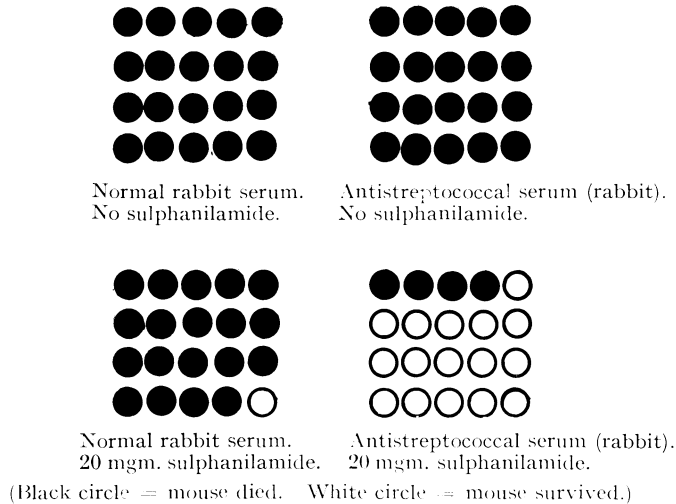 Normal rabbit serum.
No sulphanilamide.
Antistreptococcal serum (rabbit).
No sulphanilamide.
Normal rabbit serum.
20 mgm. sulphanilamide.
Antistreptococcal serum (rabbit).
20 mgm. sulphanilamide.
(Black circle = mouse died. White circle = mouse survived.)